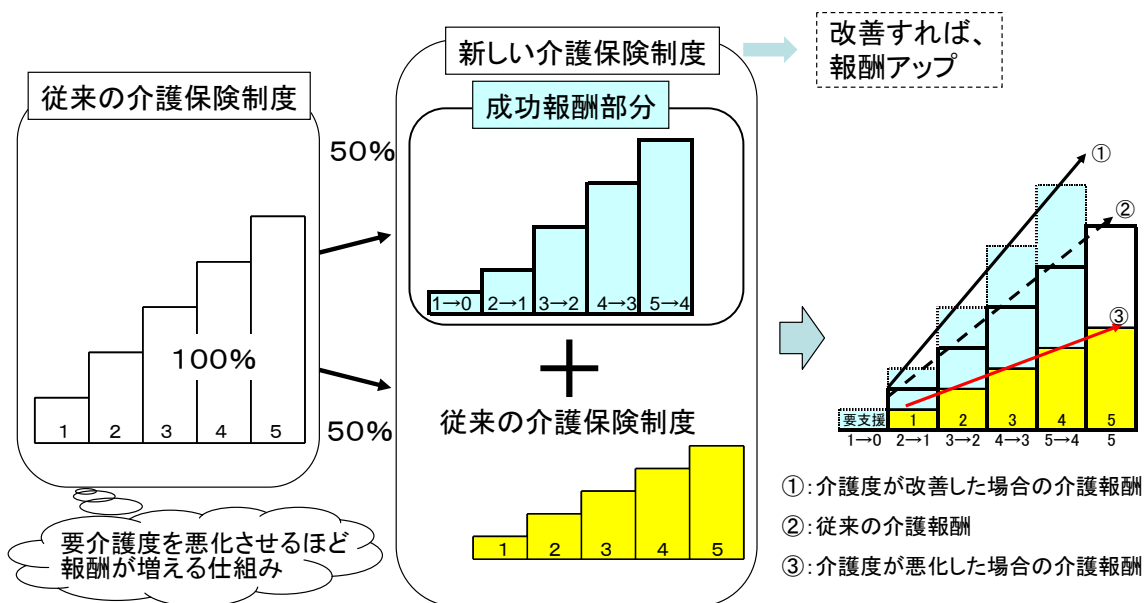 従来の介護保険制度
100%
1 2 3 4 5
要介護度を悪化させるほど
報酬が増える仕組み
50%
50%
新しい介護保険制度
成功報酬部分
1→0 2→1 3→2 4→3 5→4
+
従来の介護保険制度
1 2 3 4 5
改善すれば、
報酬アップ
①
②
③
要支援 1 2 3 4 5
1→0 2→1 3→2 4→3 5→4 5
①:介護度が改善した場合の介護報酬
②:従来の介護報酬
③:介護度が悪化した場合の介護報酬